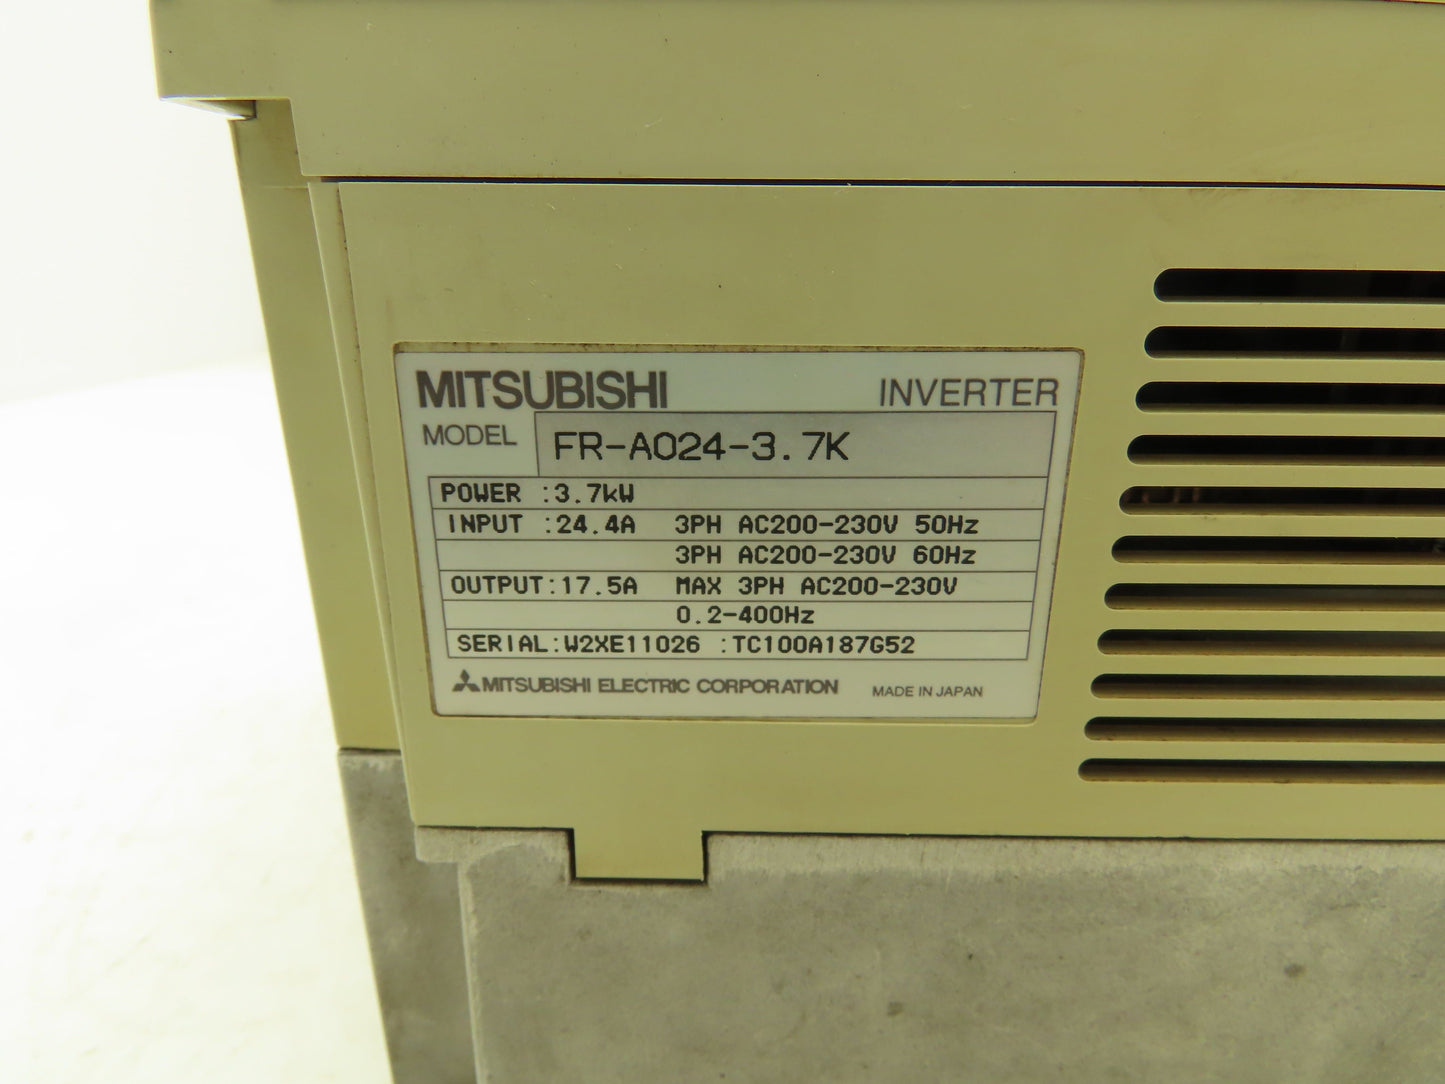 MITSUBISHI INVERTER
MODEL FR-A024-3.7K
POWER :3.7kW
INPUT :24.4A 3PH AC200-230V 50Hz
3PH AC200-230V 60Hz
OUTPUT:17.5A MAX 3PH AC200-230V
0.2-400Hz
SERIAL:W2XE11026 :TC100A187G52
MITSUBISHI ELECTRIC CORPORATION MADE IN JAPAN